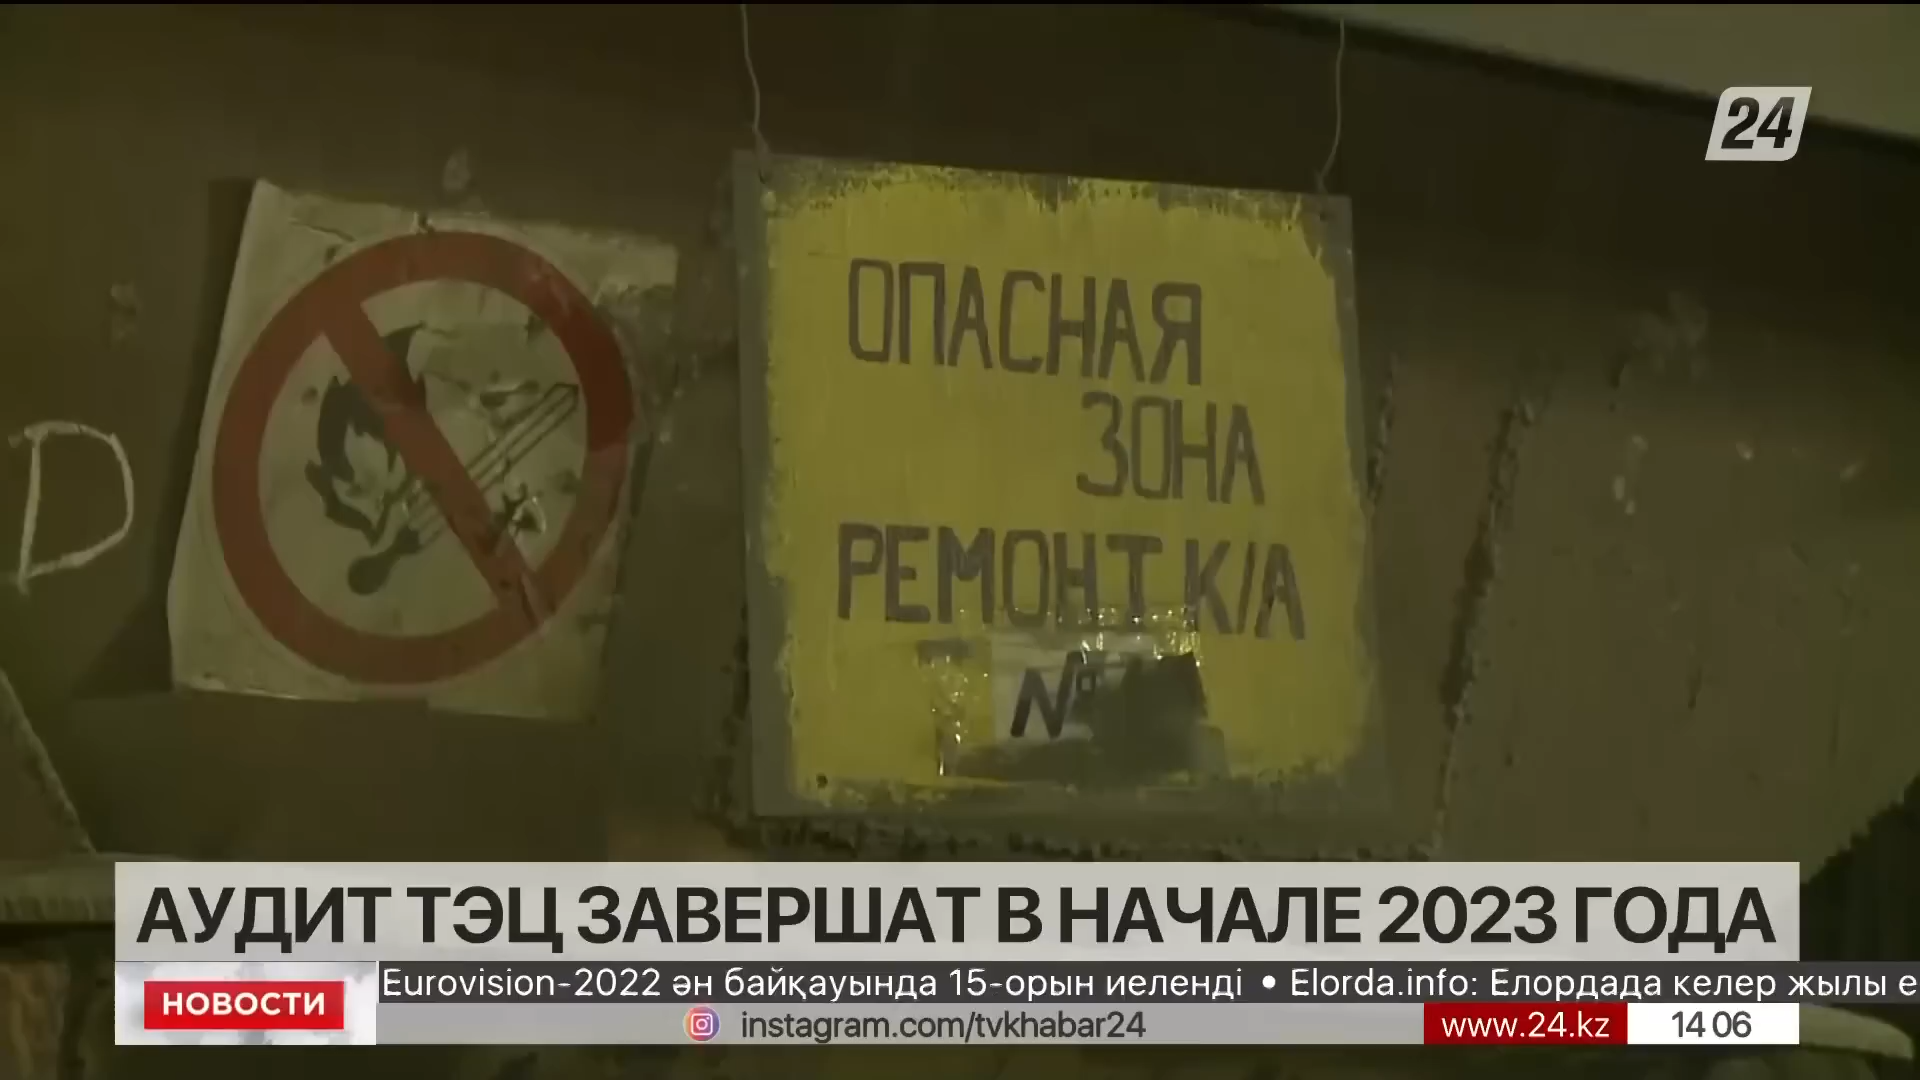 24
D
ОПАСНАЯ
ЗОНА
РЕМОНТ К/А
№
АУДИТ ТЭЦ ЗАВЕРШАТ В НАЧАЛЕ 2023 ГОДА
Eurovision-2022 ән байқауында 15-орын иеленді • Elorda.info: Елордада келер жылы е
НОВОСТИ
instagram.com/tvkhabar24
www.24.kz
14 06